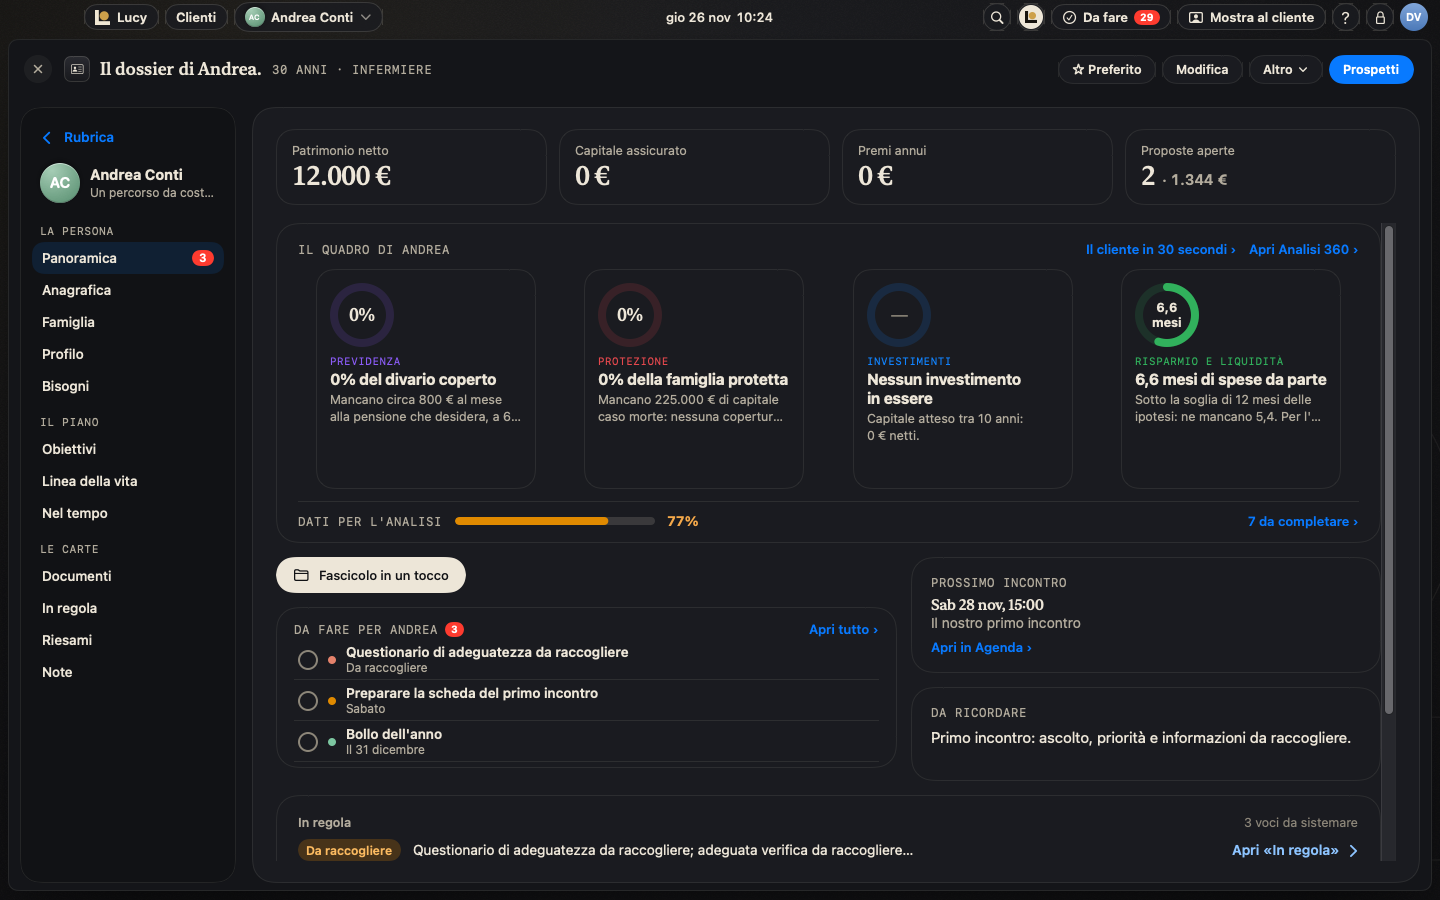 Lucy
Clienti
AC Andrea Conti
gio 26 nov 10:24
Da fare 29
Mostra al cliente
?
DV
Il dossier di Andrea. 30 ANNI · INFERMIERE
Preferito
Modifica
Altro
Prospetti
Rubrica
AC
Andrea Conti
Un percorso da cost...
LA PERSONA
Panoramica 3
Anagrafica
Famiglia
Profilo
Bisogni
IL PIANO
Obiettivi
Linea della vita
Nel tempo
LE CARTE
Documenti
In regola
Riesami
Note
Patrimonio netto
12.000 €
Capitale assicurato
0 €
Premi annui
0 €
Proposte aperte
2 · 1.344 €
IL QUADRO DI ANDREA
Il cliente in 30 secondi ›
Apri Analisi 360 ›
0%
PREVIDENZA
0% del divario coperto
Mancano circa 800 € al mese
alla pensione che desidera, a 6...
0%
PROTEZIONE
0% della famiglia protetta
Mancano 225.000 € di capitale
caso morte: nessuna copertur...
—
INVESTIMENTI
Nessun investimento
in essere
Capitale atteso tra 10 anni:
0 € netti.
6,6
mesi
RISPARMIO E LIQUIDITÀ
6,6 mesi di spese da parte
Sotto la soglia di 12 mesi delle
ipotesi: ne mancano 5,4. Per l'...
DATI PER L'ANALISI
77%
7 da completare ›
Fascicolo in un tocco
DA FARE PER ANDREA 3
Apri tutto ›
Questionario di adeguatezza da raccogliere
Da raccogliere
Preparare la scheda del primo incontro
Sabato
Bollo dell'anno
Il 31 dicembre
PROSSIMO INCONTRO
Sab 28 nov, 15:00
Il nostro primo incontro
Apri in Agenda ›
DA RICORDARE
Primo incontro: ascolto, priorità e informazioni da raccogliere.
In regola
3 voci da sistemare
Da raccogliere
Questionario di adeguatezza da raccogliere; adeguata verifica da raccogliere...
Apri «In regola»